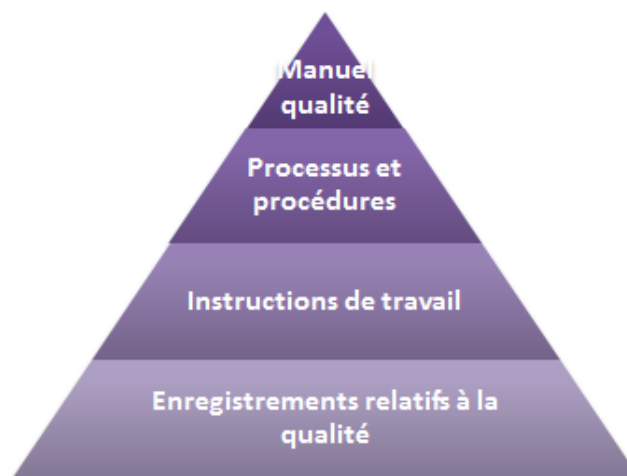 Manuel
qualité
Processus et
procédures
Instructions de travail
Enregistrements relatifs à la
qualité